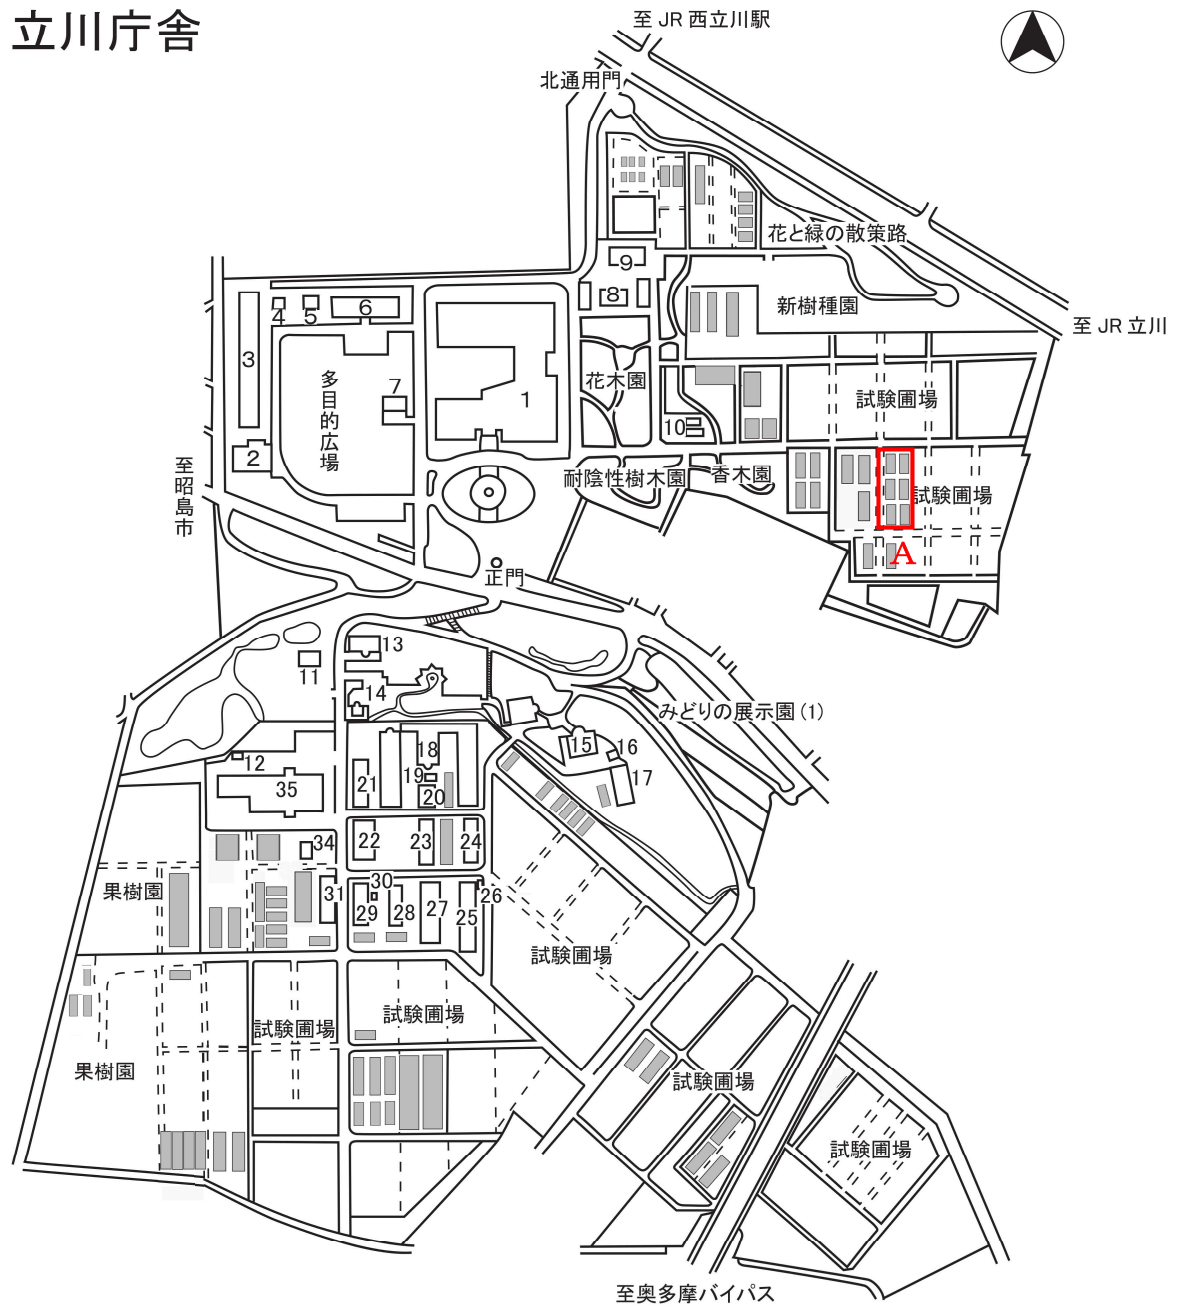 立川庁舎
至 JR 西立川駅
北通用門
花と緑の散策路
9
8
新樹種園
至 JR 立川
4
5
6
3
7
多目的広場
1
花木園
試験圃場
10
2
至昭島市
耐陰性樹木園
香木園
試験圃場
A
正門
13
11
14
みどりの展示園(1)
15
16
17
12
35
18
19
20
21
22
23
24
34
果樹園
31
30
29
28
27
25
26
試験圃場
試験圃場
試験圃場
果樹園
試験圃場
試験圃場
至奥多摩バイパス